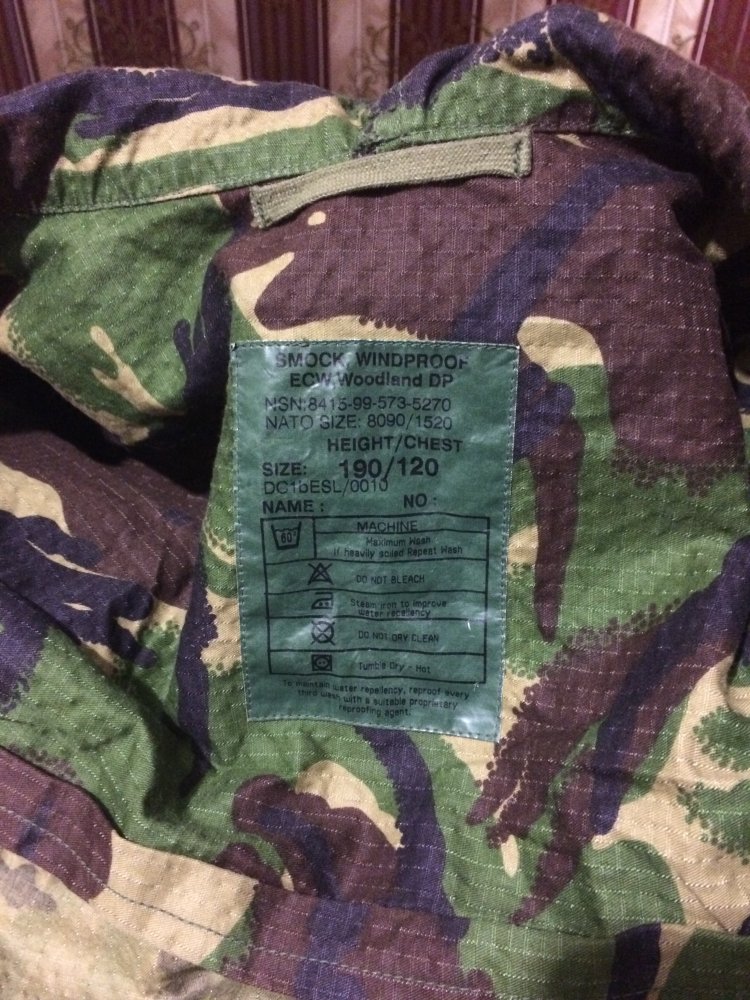 SMOCK, WINDPROOF
ECW, Woodland DP
NSN:8415-99-573-5270
NATO SIZE: 8090/1520
HEIGHT/CHEST
SIZE: 190/120
DC1bESL/0010
NAME : NO :
60°
MACHINE
Maximum Wash
If heavily soiled Repeat Wash
DO NOT BLEACH
Steam iron to improve
water repellency
DO NOT DRY CLEAN
Tumble Dry - Hot
To maintain water repellency, reproof every
third wash with a suitable proprietary
reproofing agent.